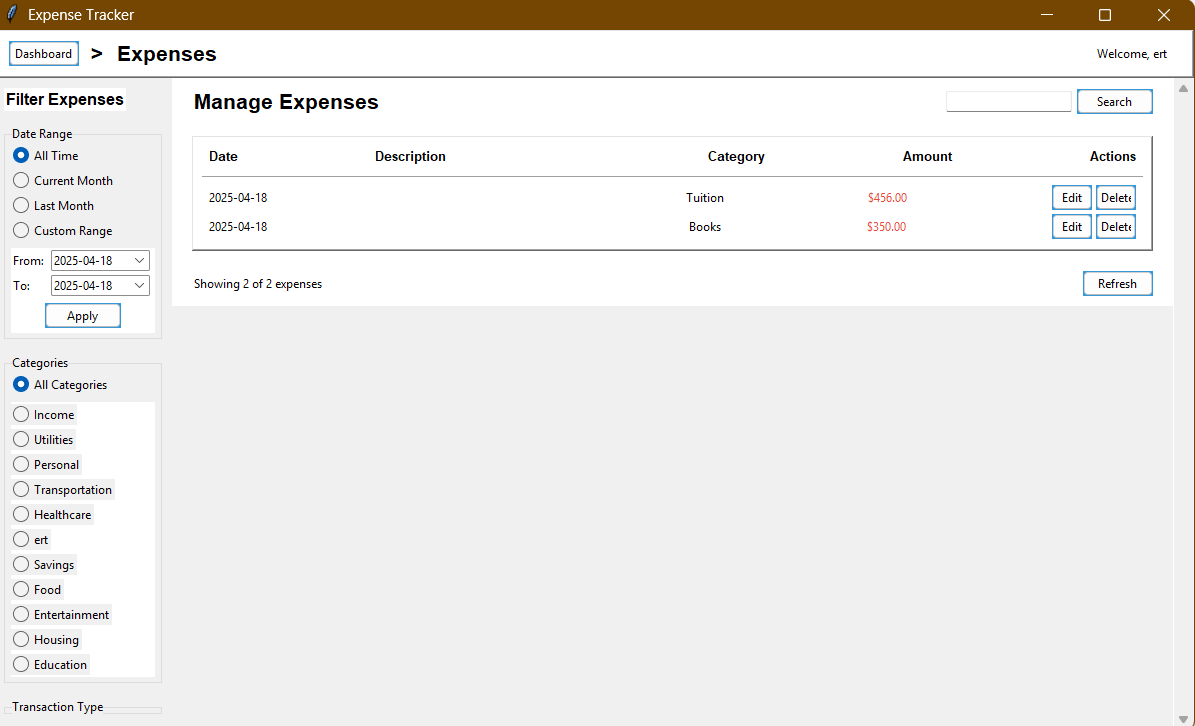 Expense Tracker
Dashboard > Expenses
Welcome, ert
Filter Expenses
Date Range
All Time
Current Month
Last Month
Custom Range
From: 2025-04-18
To: 2025-04-18
Apply
Categories
All Categories
Income
Utilities
Personal
Transportation
Healthcare
ert
Savings
Food
Entertainment
Housing
Education
Transaction Type
Manage Expenses
Search
Date Description Category Amount Actions
2025-04-18 Tuition $456.00 Edit Delete
2025-04-18 Books $350.00 Edit Delete
Showing 2 of 2 expenses
Refresh